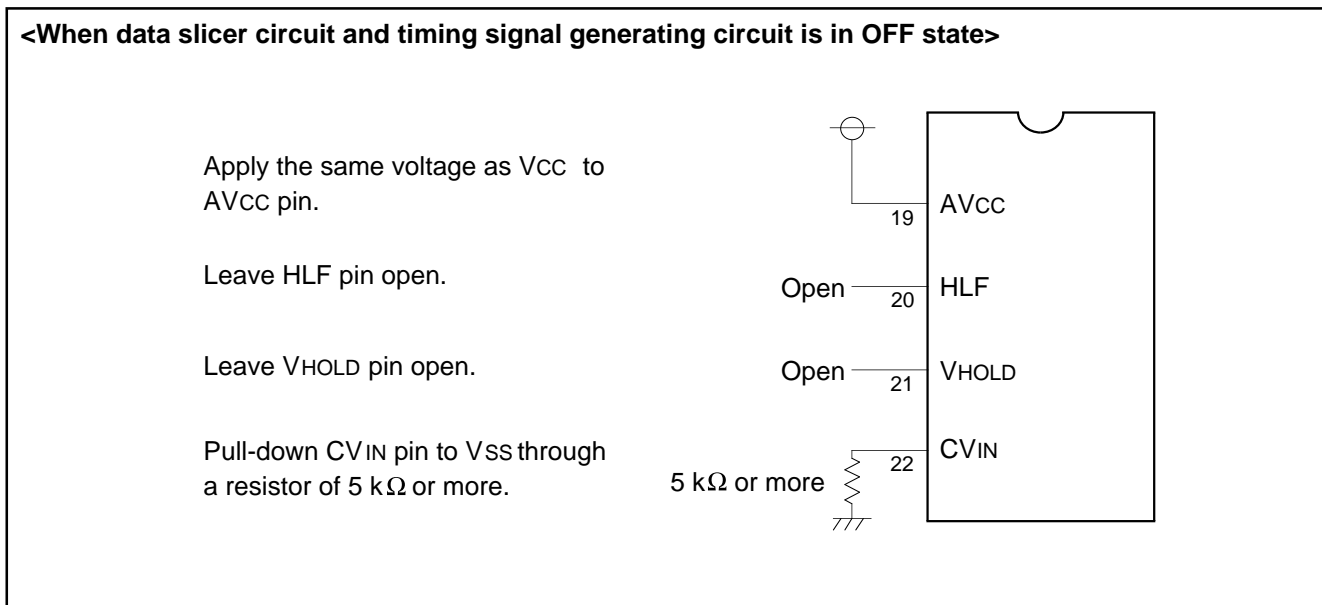 <When data slicer circuit and timing signal generating circuit is in OFF state>
Apply the same voltage as VCC to
AVCC pin.
19
AVCC
Leave HLF pin open.
Open
20
HLF
Leave VHOLD pin open.
Open
21
VHOLD
Pull-down CVIN pin to VSS through
a resistor of 5 kΩ or more.
5 kΩ or more
22
CVIN